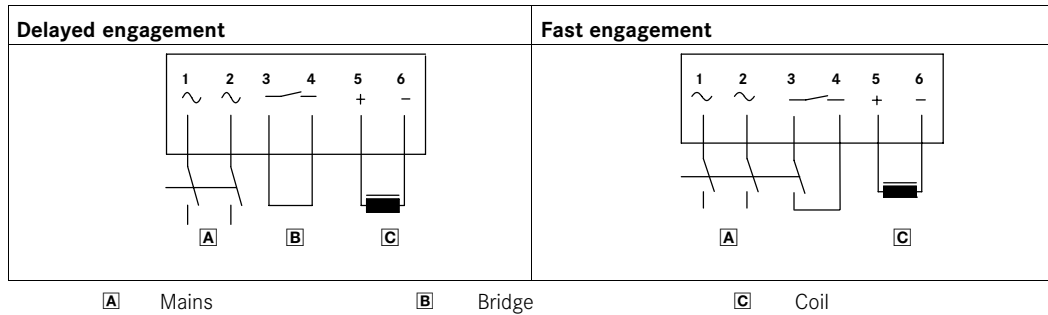 Delayed engagement
Fast engagement
1 2 3 4 5 6
+ −
A B C
1 2 3 4 5 6
+ −
A C
A Mains B Bridge C Coil